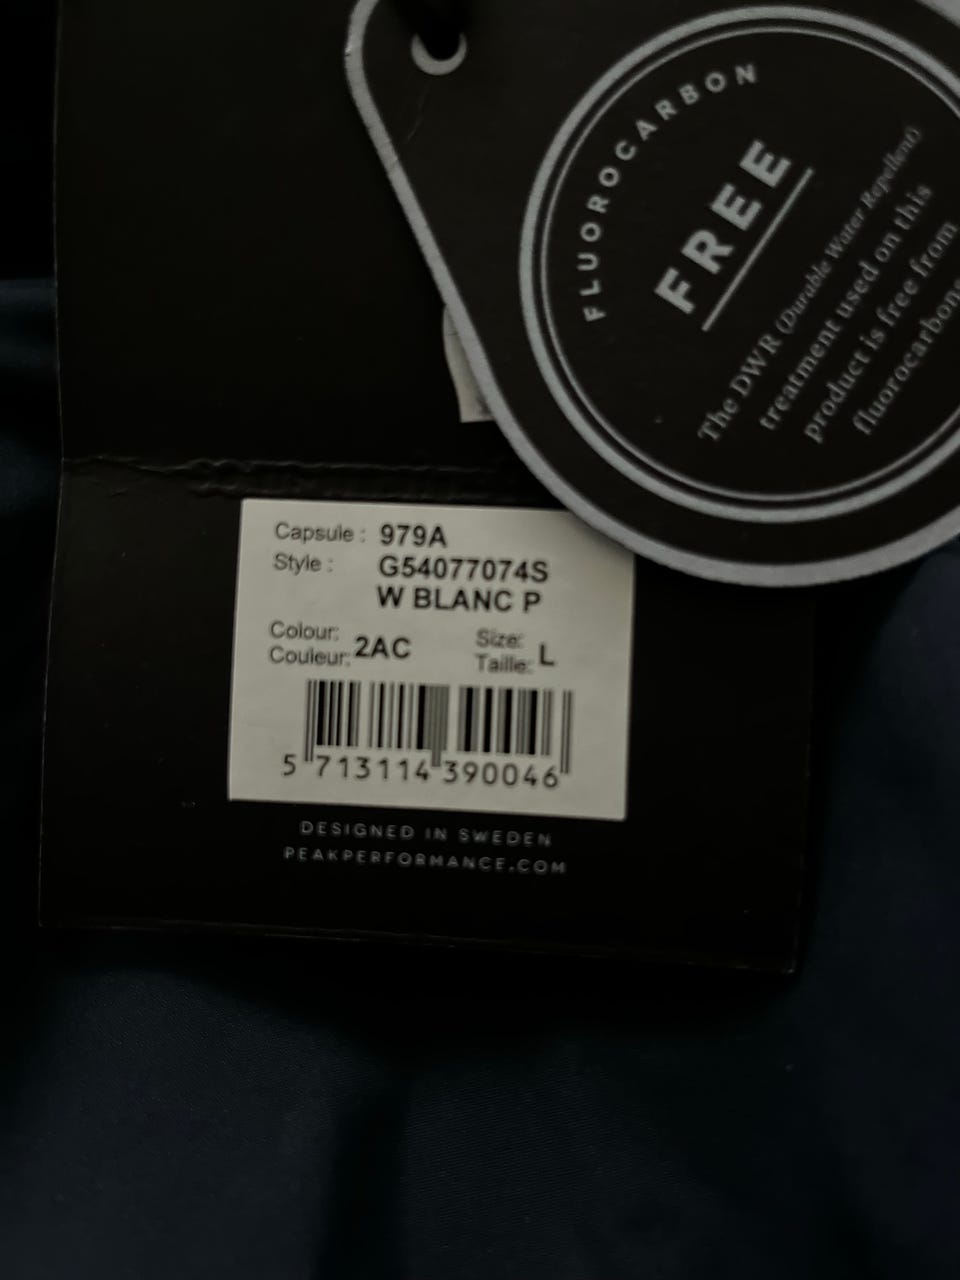 FLUOROCARBON
FREE
The DWR (Durable Water Repellent)
treatment used on this
product is free from
fluorocarbons
Capsule : 979A
Style : G54077074S
W BLANC P
Colour:
Couleur: 2AC
Size:
Taille: L
5 713114 390046
DESIGNED IN SWEDEN
PEAKPERFORMANCE.COM